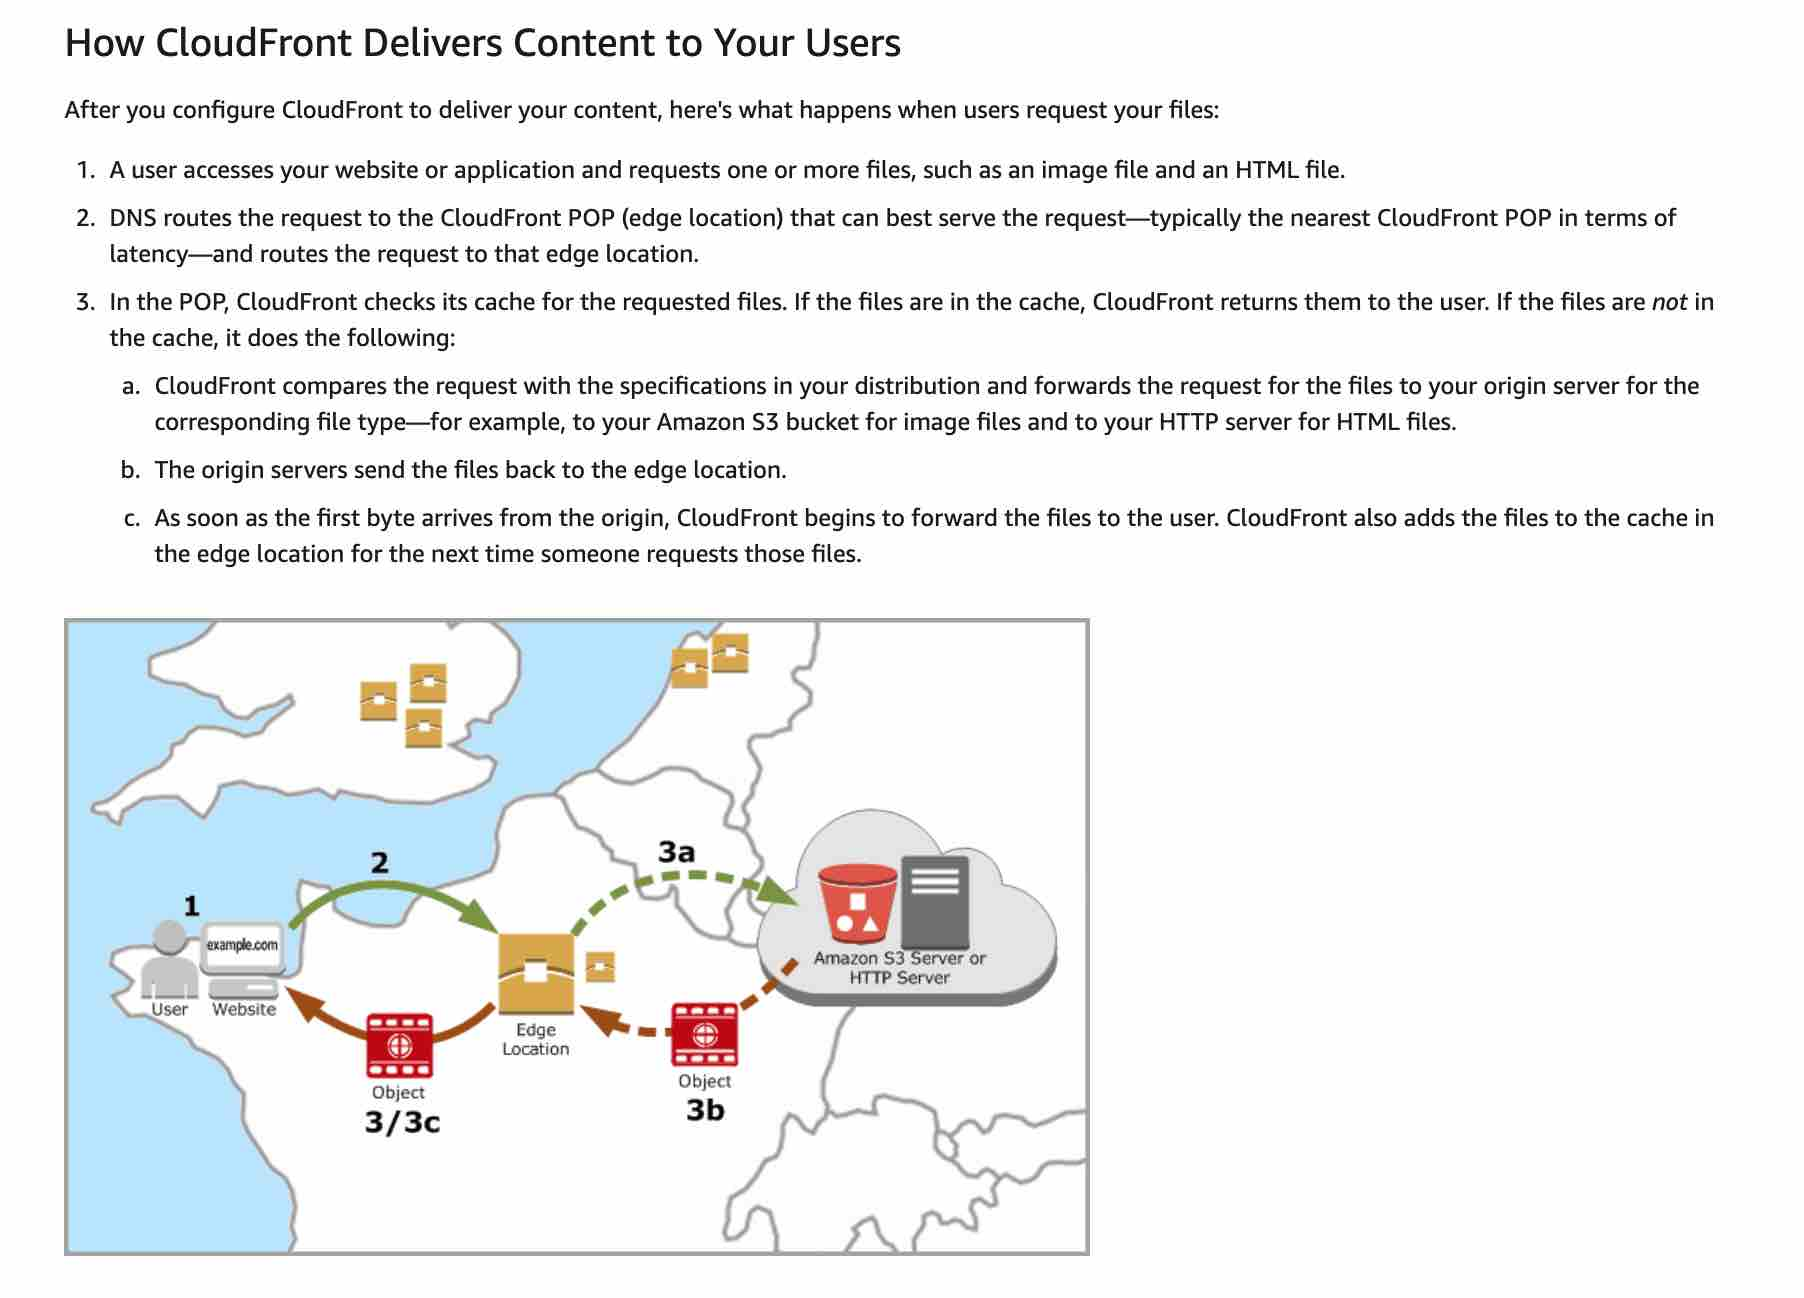 How CloudFront Delivers Content to Your Users
After you configure CloudFront to deliver your content, here's what happens when users request your files:
1. A user accesses your website or application and requests one or more files, such as an image file and an HTML file.
2. DNS routes the request to the CloudFront POP (edge location) that can best serve the request—typically the nearest CloudFront POP in terms of
latency—and routes the request to that edge location.
3. In the POP, CloudFront checks its cache for the requested files. If the files are in the cache, CloudFront returns them to the user. If the files are not in
the cache, it does the following:
a. CloudFront compares the request with the specifications in your distribution and forwards the request for the files to your origin server for the
corresponding file type—for example, to your Amazon S3 bucket for image files and to your HTTP server for HTML files.
b. The origin servers send the files back to the edge location.
c. As soon as the first byte arrives from the origin, CloudFront begins to forward the files to the user. CloudFront also adds the files to the cache in
the edge location for the next time someone requests those files.
3a
2
1
example.com
Amazon S3 Server or
HTTP Server
User Website
Edge
Location
Object
3b
Object
3/3c